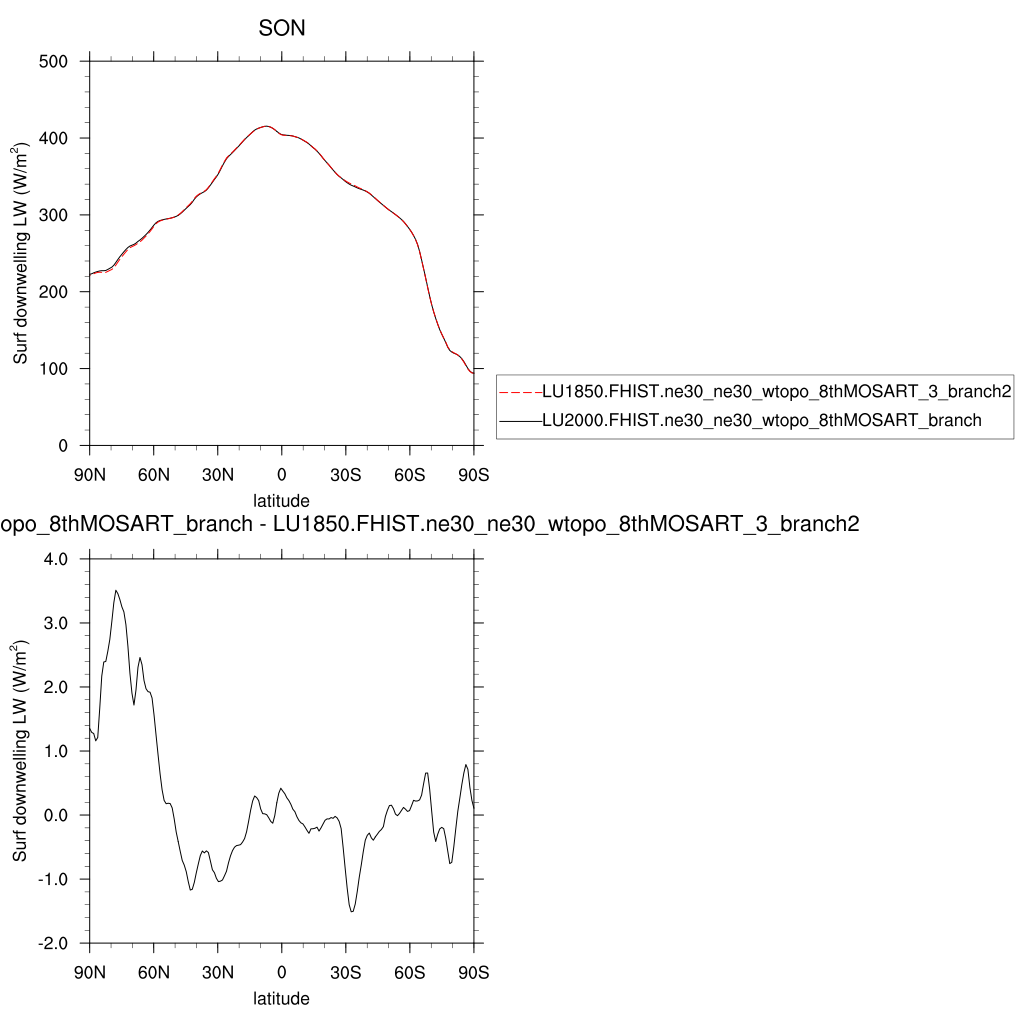 SON
500
400
300
200
100
0
Surf downwelling LW (W/m²)
90N 60N 30N 0 30S 60S 90S
latitude
LU1850.FHIST.ne30_ne30_wtopo_8thMOSART_3_branch2
LU2000.FHIST.ne30_ne30_wtopo_8thMOSART_branch
opo_8thMOSART_branch - LU1850.FHIST.ne30_ne30_wtopo_8thMOSART_3_branch2
4.0
3.0
2.0
1.0
0.0
-1.0
-2.0
Surf downwelling LW (W/m²)
90N 60N 30N 0 30S 60S 90S
latitude